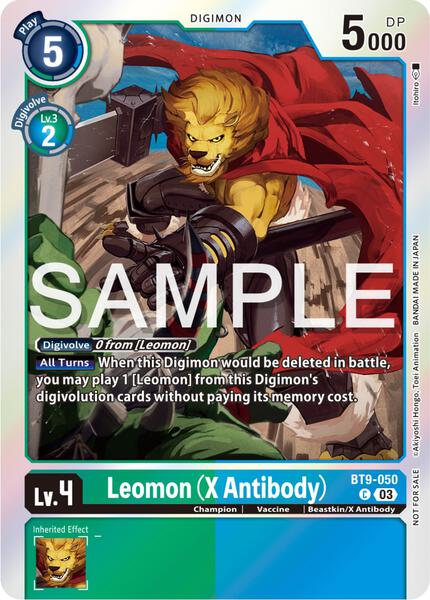 Play
5
DIGIMON
DP
5000
Digivolve
Lv.3
2
Itohiro
SAMPLE
Digivolve 0 from [Leomon]
All Turns When this Digimon would be deleted in battle,
you may play 1 [Leomon] from this Digimon's
digivolution cards without paying its memory cost.
©Akiyoshi Hongo, Toei Animation BANDAI MADE IN JAPAN
NOT FOR SALE
Lv.4
Leomon (X Antibody)
BT9-050
C 03
Champion | Vaccine | Beastkin/X Antibody
Inherited Effect
–